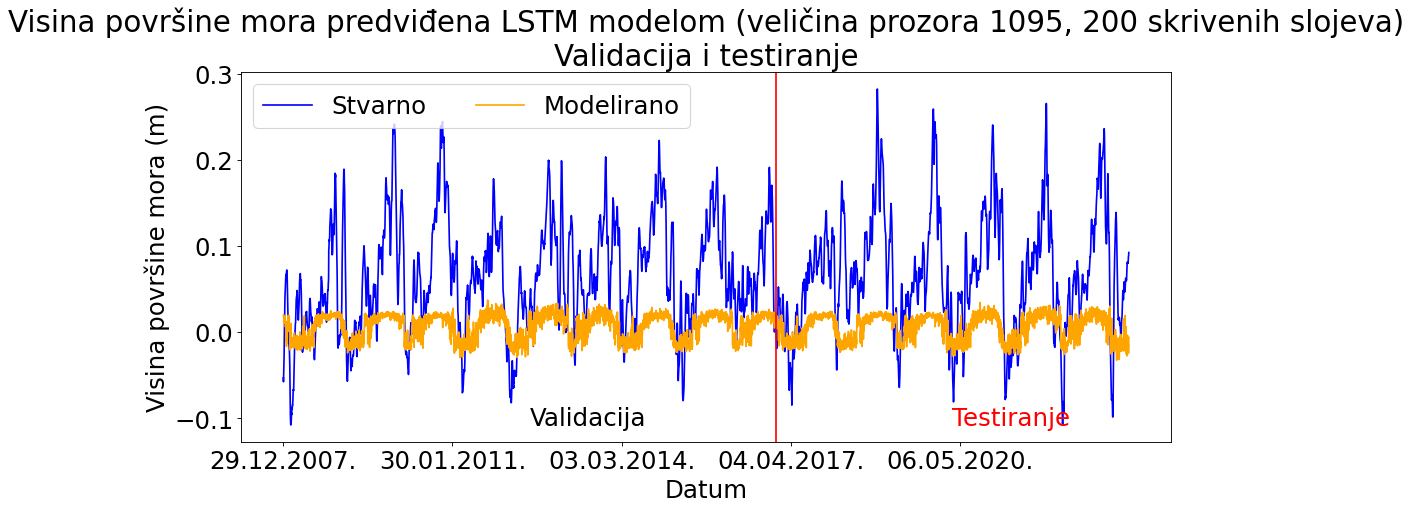 Visina površine mora predviđena LSTM modelom (veličina prozora 1095, 200 skrivenih slojeva)
Validacija i testiranje
Stvarno
Modelirano
Visina površine mora (m)
0.3
0.2
0.1
0.0
−0.1
Validacija
Testiranje
29.12.2007.
30.01.2011.
03.03.2014.
04.04.2017.
06.05.2020.
Datum